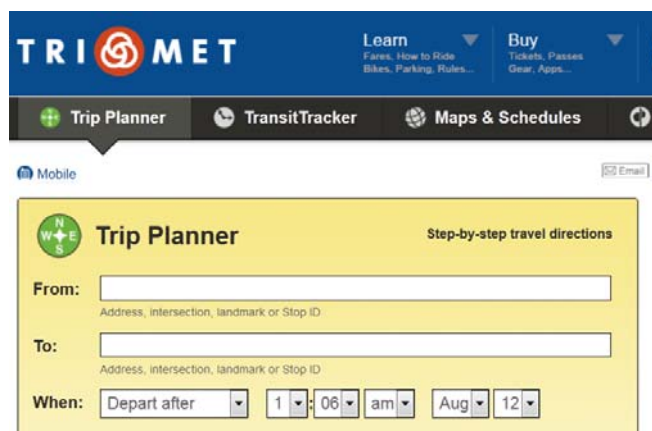 TRI MET
Learn
Fares, How to Ride
Bikes, Parking, Rules...
Buy
Tickets, Passes
Gear, Apps...
Trip Planner TransitTracker Maps & Schedules
Mobile
Email
N
W E
S
Trip Planner Step-by-step travel directions
From:
Address, intersection, landmark or Stop ID
To:
Address, intersection, landmark or Stop ID
When: Depart after 1 : 06 am Aug 12